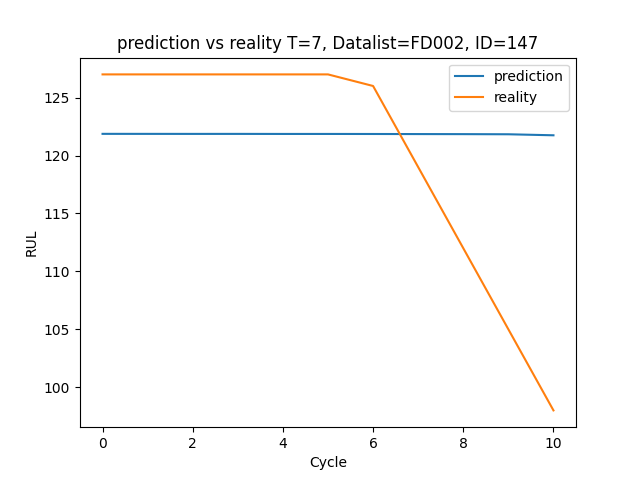 prediction vs reality T=7, Datalist=FD002, ID=147
prediction
reality
125
120
115
110
105
100
RUL
0 2 4 6 8 10
Cycle